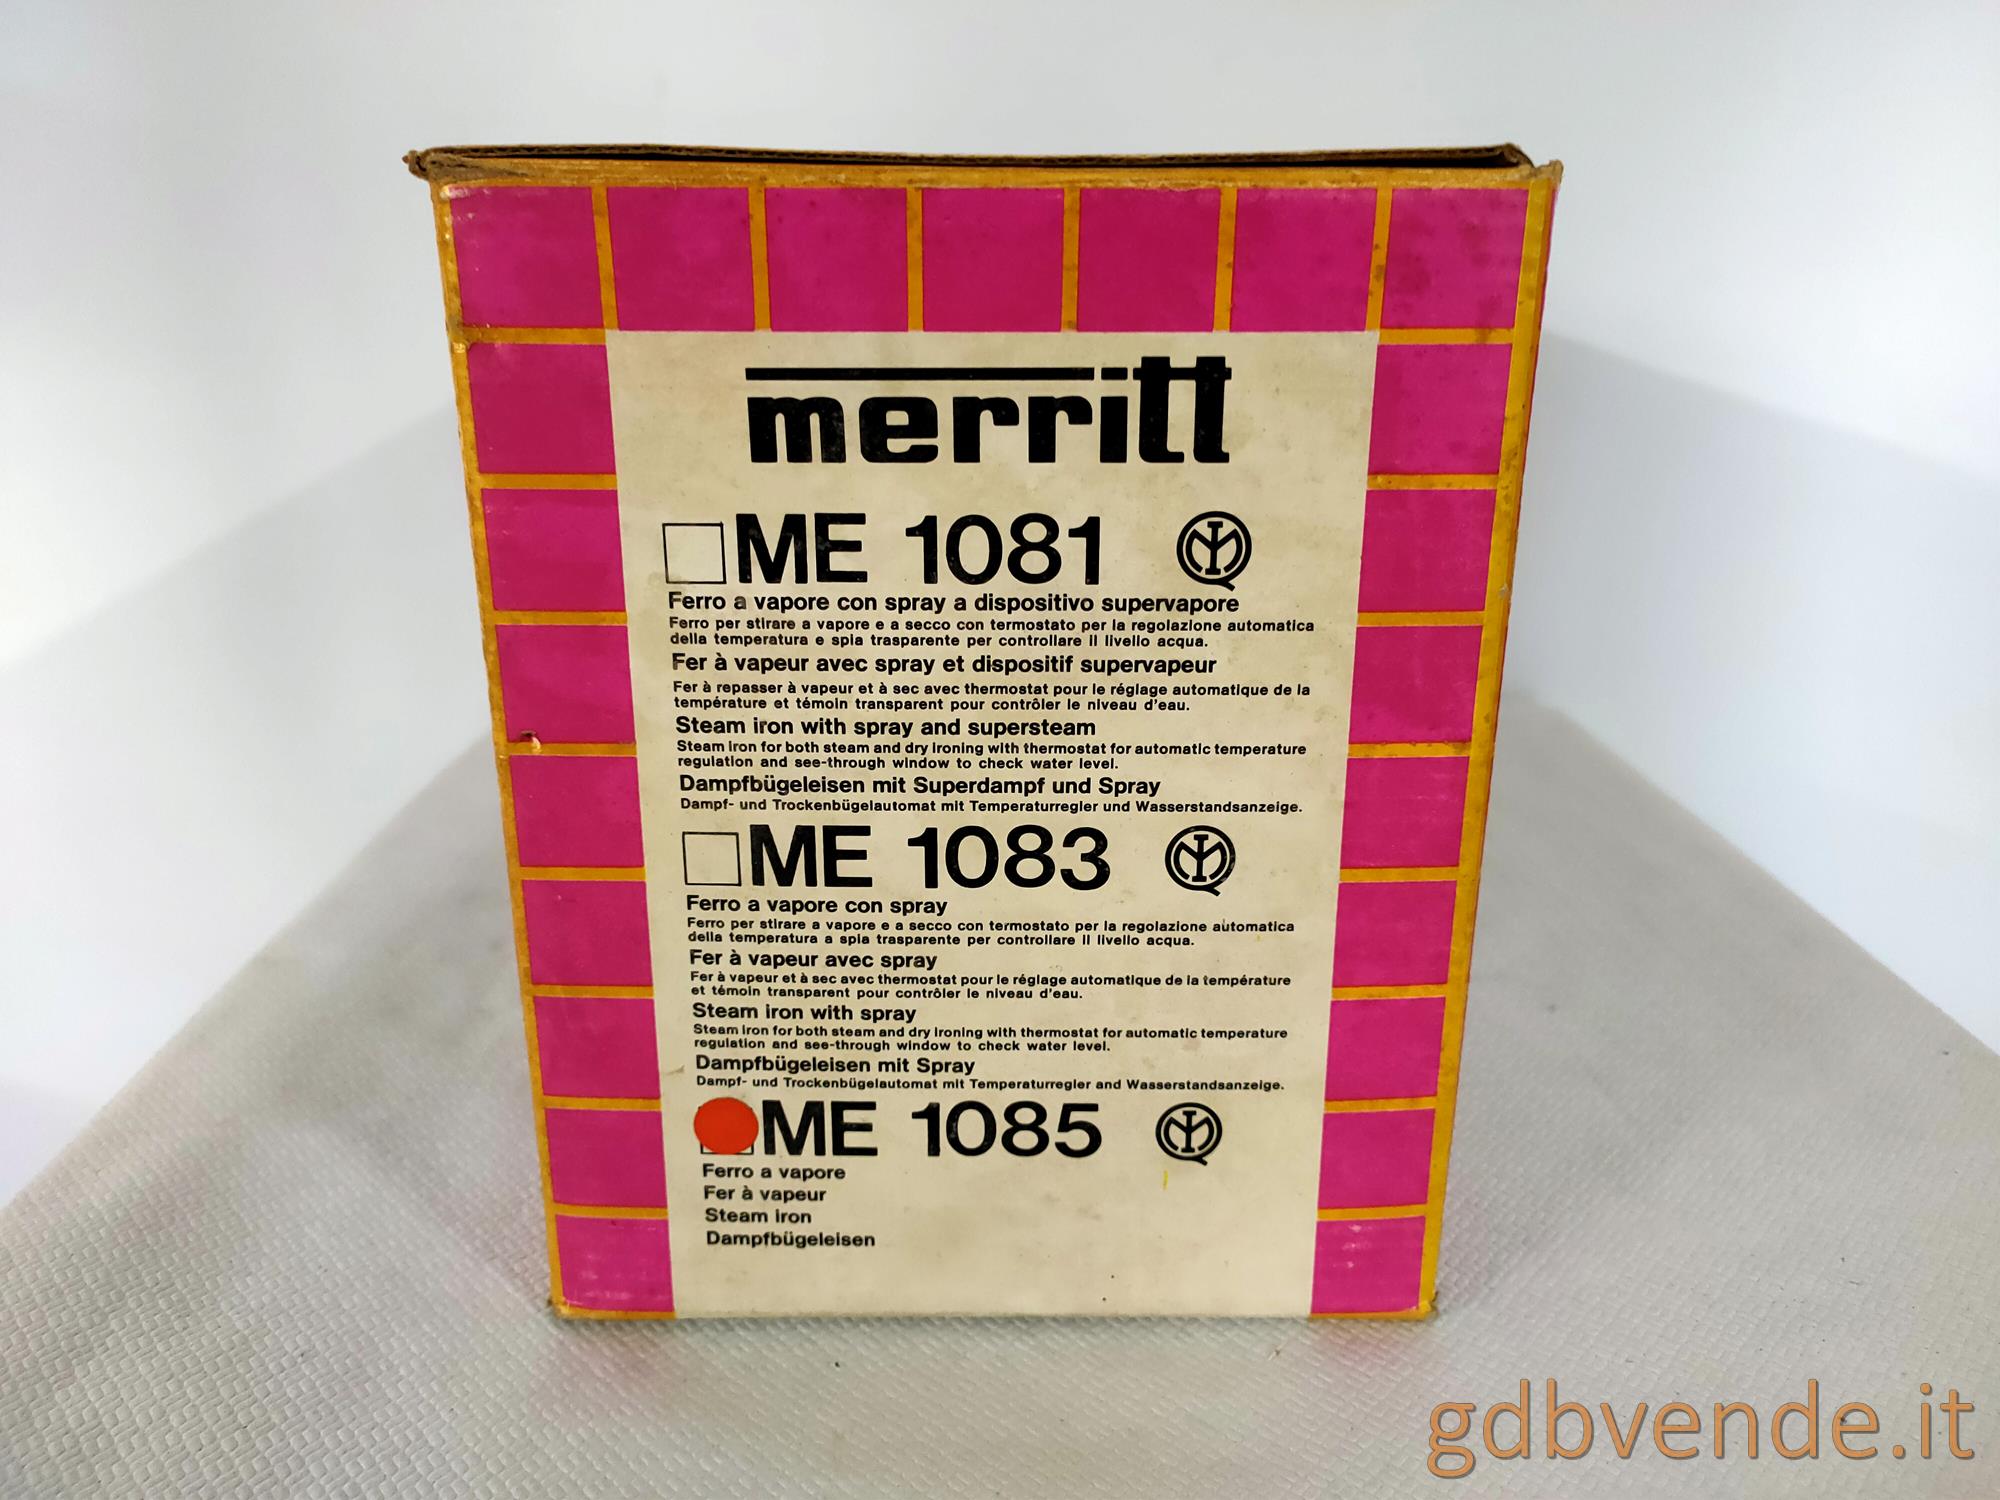 merritt
ME 1081
Ferro a vapore con spray a dispositivo supervapore
Ferro per stirare a vapore e a secco con termostato per la regolazione automatica
della temperatura e spia trasparente per controllare il livello acqua.
Fer à vapeur avec spray et dispositif supervapeur
Fer à repasser à vapeur et à sec avec thermostat pour le réglage automatique de la
température et témoin transparent pour contrôler le niveau d'eau.
Steam iron with spray and supersteam
Steam iron for both steam and dry ironing with thermostat for automatic temperature
regulation and see-through window to check water level.
Dampfbügeleisen mit Superdampf und Spray
Dampf- und Trockenbügelautomat mit Temperaturregler und Wasserstandsanzeige.
ME 1083
Ferro a vapore con spray
Ferro per stirare a vapore e a secco con termostato per la regolazione automatica
della temperatura a spia trasparente per controllare il livello acqua.
Fer à vapeur avec spray
Fer à vapeur et à sec avec thermostat pour le réglage automatique de la température
et témoin transparent pour contrôler le niveau d'eau.
Steam iron with spray
Steam iron for both steam and dry ironing with thermostat for automatic temperature
regulation and see-through window to check water level.
Dampfbügeleisen mit Spray
Dampf- und Trockenbügelautomat mit Temperaturregler and Wasserstandsanzeige.
ME 1085
Ferro a vapore
Fer à vapeur
Steam iron
Dampfbügeleisen
gdbvende.it